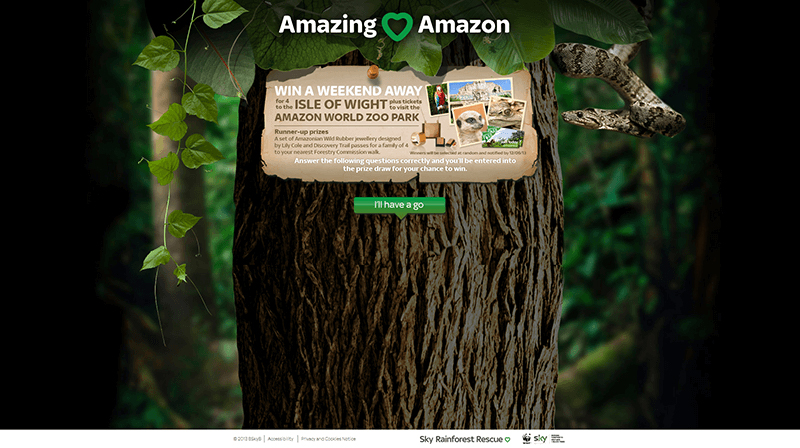 Amazing Amazon
WIN A WEEKEND AWAY
for 4 to the ISLE OF WIGHT plus tickets to visit the
AMAZON WORLD ZOO PARK
Runner-up prizes
A set of Amazonian Wild Rubber jewellery designed
by Lily Cole and Discovery Trail passes for a family of 4
to your nearest Forestry Commission walk.
Winners will be selected at random and notified by 12/08/13
Answer the following questions correctly and you'll be entered into
the prize draw for your chance to win.
I'll have a go
© 2013 BSkyB | Accessibility | Privacy and Cookies Notice
Sky Rainforest Rescue
WWF sky